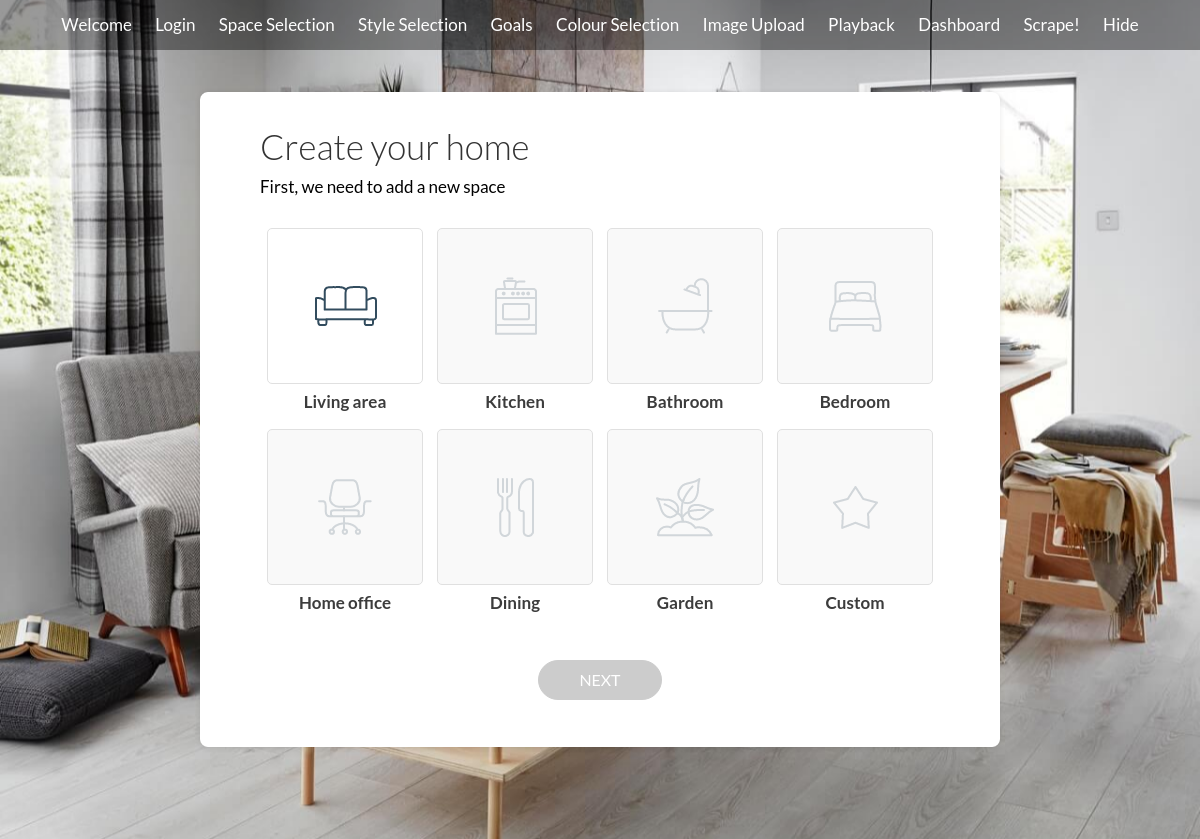 Welcome Login Space Selection Style Selection Goals Colour Selection Image Upload Playback Dashboard Scrape! Hide
Create your home
First, we need to add a new space
Living area Kitchen Bathroom Bedroom
Home office Dining Garden Custom
NEXT